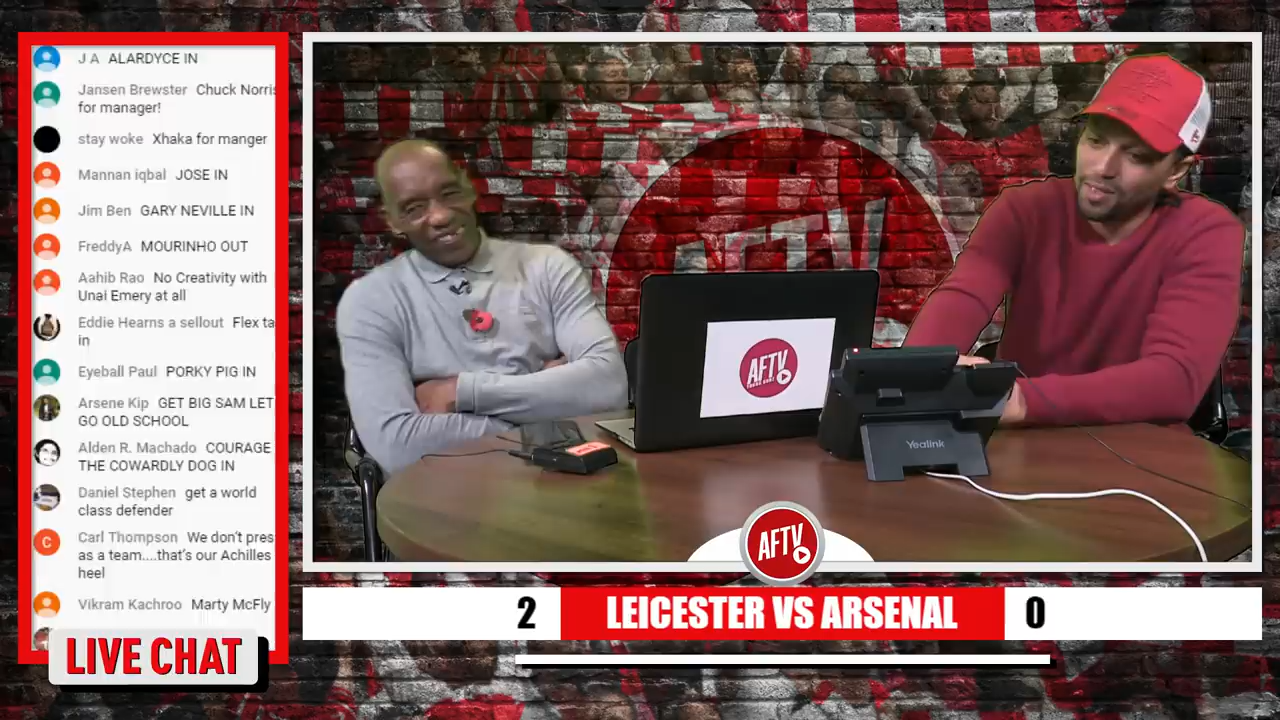 J A ALARDYCE IN
Jansen Brewster Chuck Norris
for manager!
stay woke Xhaka for manger
Mannan iqbal JOSE IN
Jim Ben GARY NEVILLE IN
FreddyA MOURINHO OUT
Aahib Rao No Creativity with
Unai Emery at all
Eddie Hearns a sellout Flex ta
in
Eyeball Paul PORKY PIG IN
Arsene Kip GET BIG SAM LET
GO OLD SCHOOL
Alden R. Machado COURAGE
THE COWARDLY DOG IN
Daniel Stephen get a world
class defender
C
Carl Thompson We don't pres
as a team....that's our Achilles
heel
Vikram Kachroo Marty McFly
LIVE CHAT
AFTV
AFTV
Yealink
AFTV
2 LEICESTER VS ARSENAL 0